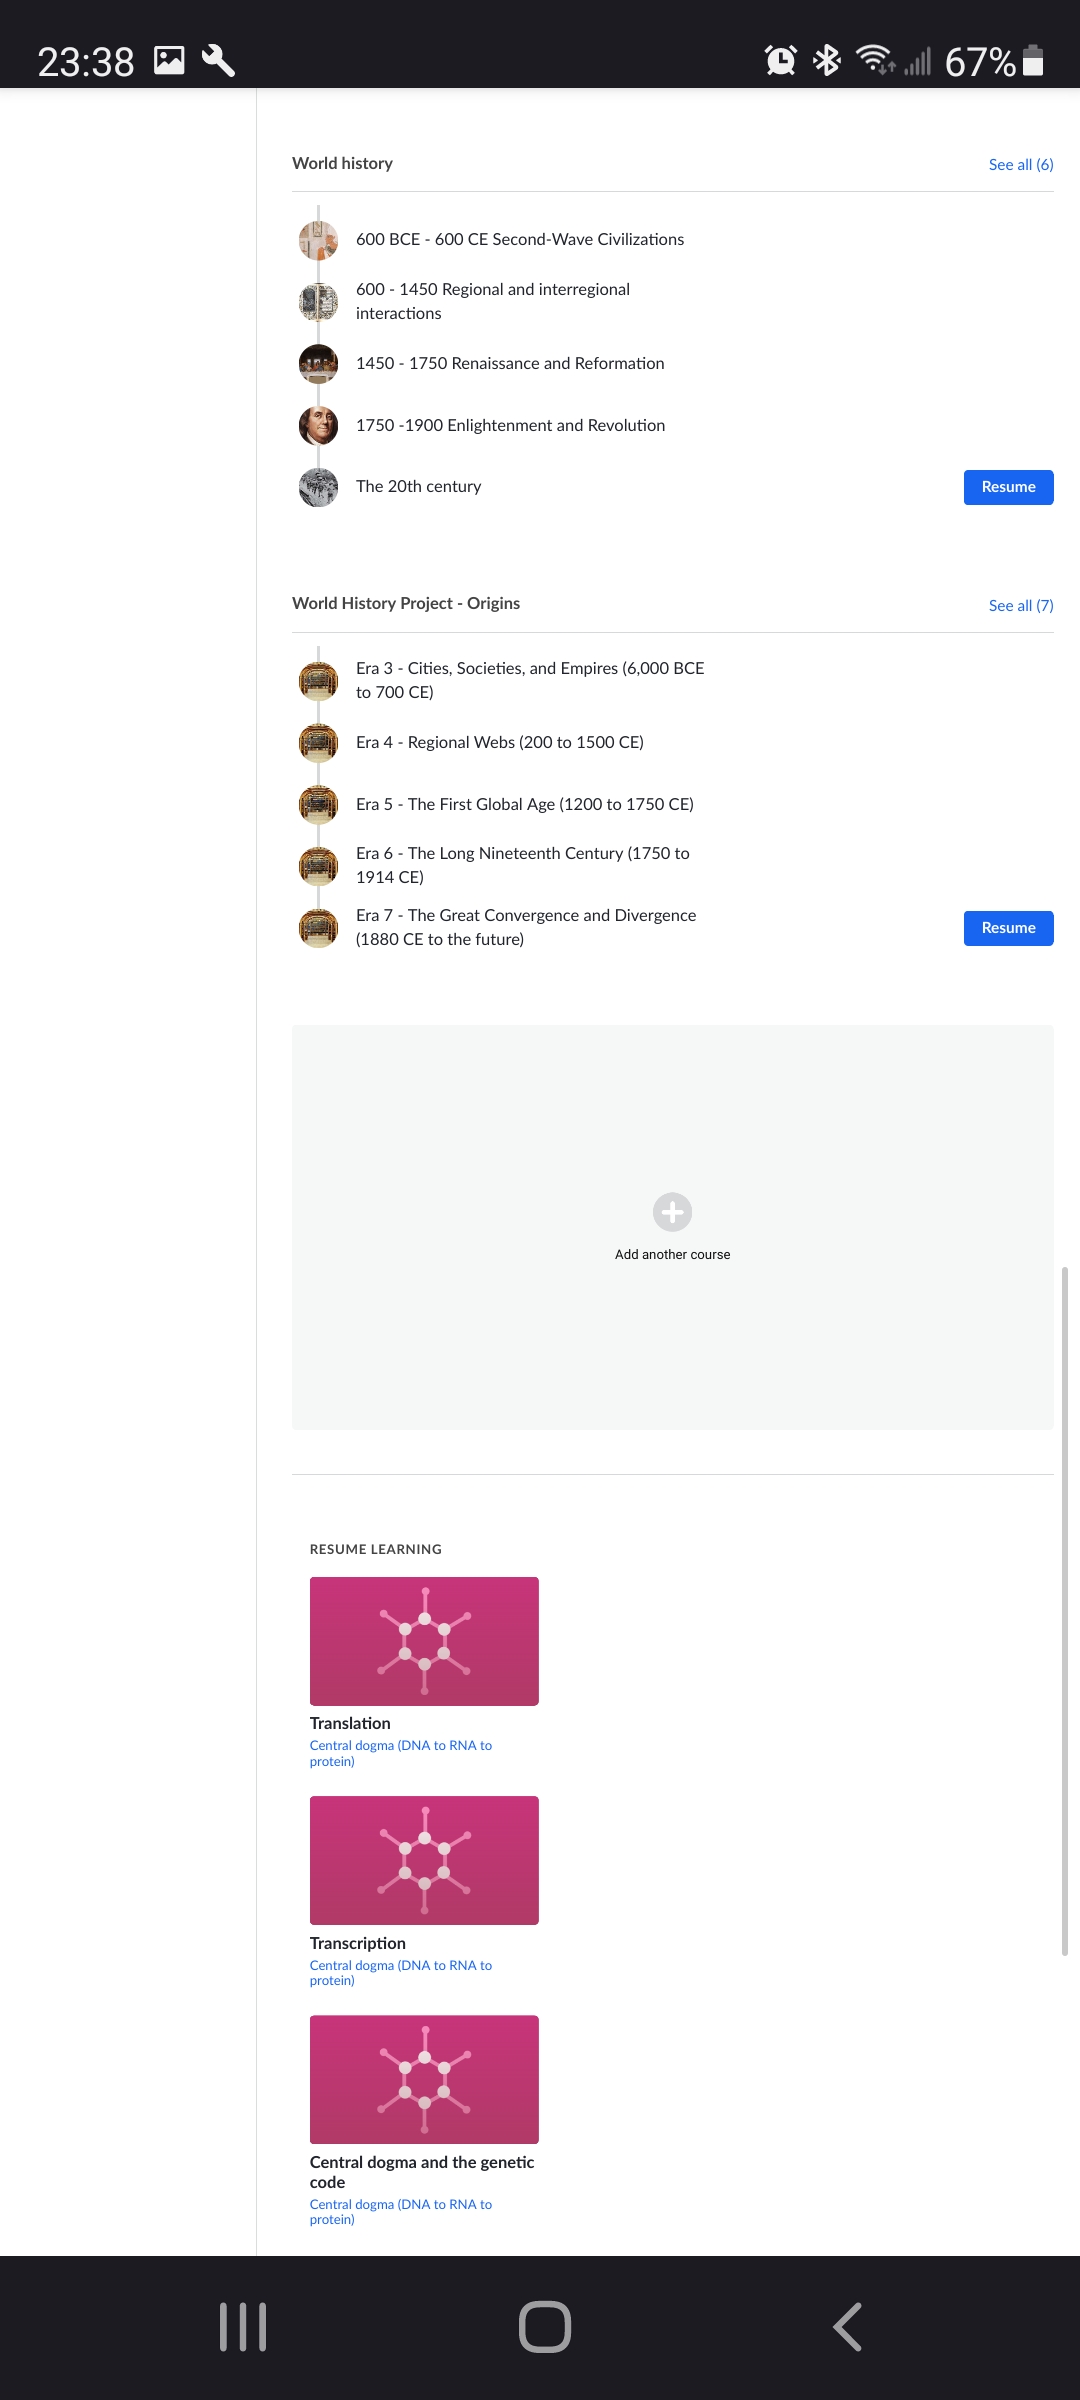 23:38
67%
World history
See all (6)
600 BCE - 600 CE Second-Wave Civilizations
600 - 1450 Regional and interregional
interactions
1450 - 1750 Renaissance and Reformation
1750 -1900 Enlightenment and Revolution
The 20th century
Resume
World History Project - Origins
See all (7)
Era 3 - Cities, Societies, and Empires (6,000 BCE
to 700 CE)
Era 4 - Regional Webs (200 to 1500 CE)
Era 5 - The First Global Age (1200 to 1750 CE)
Era 6 - The Long Nineteenth Century (1750 to
1914 CE)
Era 7 - The Great Convergence and Divergence
(1880 CE to the future)
Resume
Add another course
RESUME LEARNING
Translation
Central dogma (DNA to RNA to
protein)
Transcription
Central dogma (DNA to RNA to
protein)
Central dogma and the genetic
code
Central dogma (DNA to RNA to
protein)